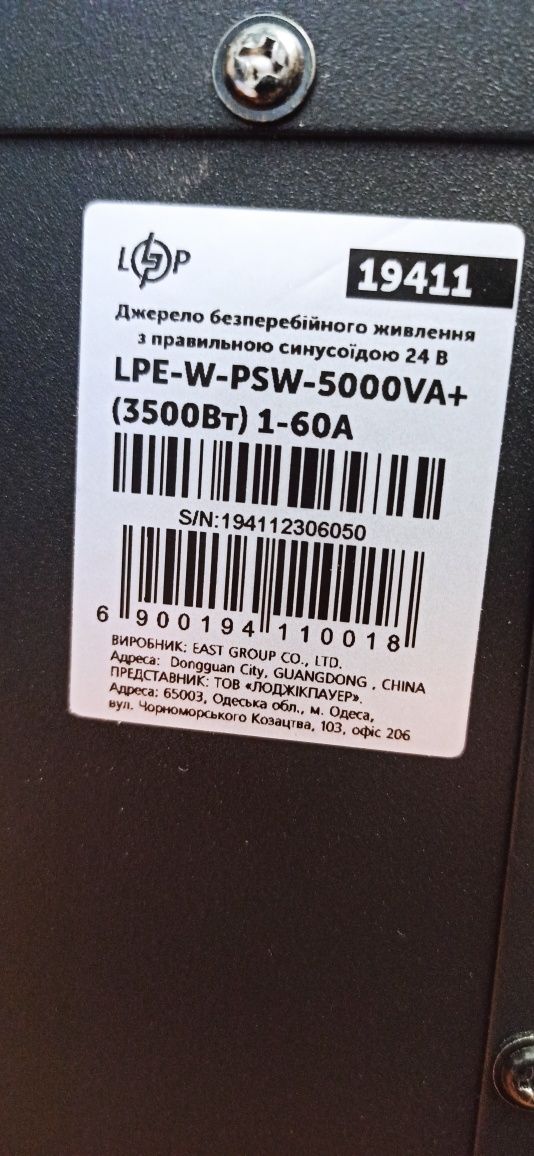 LP
19411
Джерело безперебійного живлення
з правильною синусоїдою 24 В
LPE-W-PSW-5000VA+
(3500Вт) 1-60A
S/N:194112306050
6 900194 110018
ВИРОБНИК: EAST GROUP CO., LTD.
Адреса: Dongguan City, GUANGDONG , CHINA
ПРЕДСТАВНИК: ТОВ «ЛОДЖІКПАУЕР».
Адреса: 65003, Одеська обл., м. Одеса,
вул. Чорноморського Козацтва, 103, офіс 206